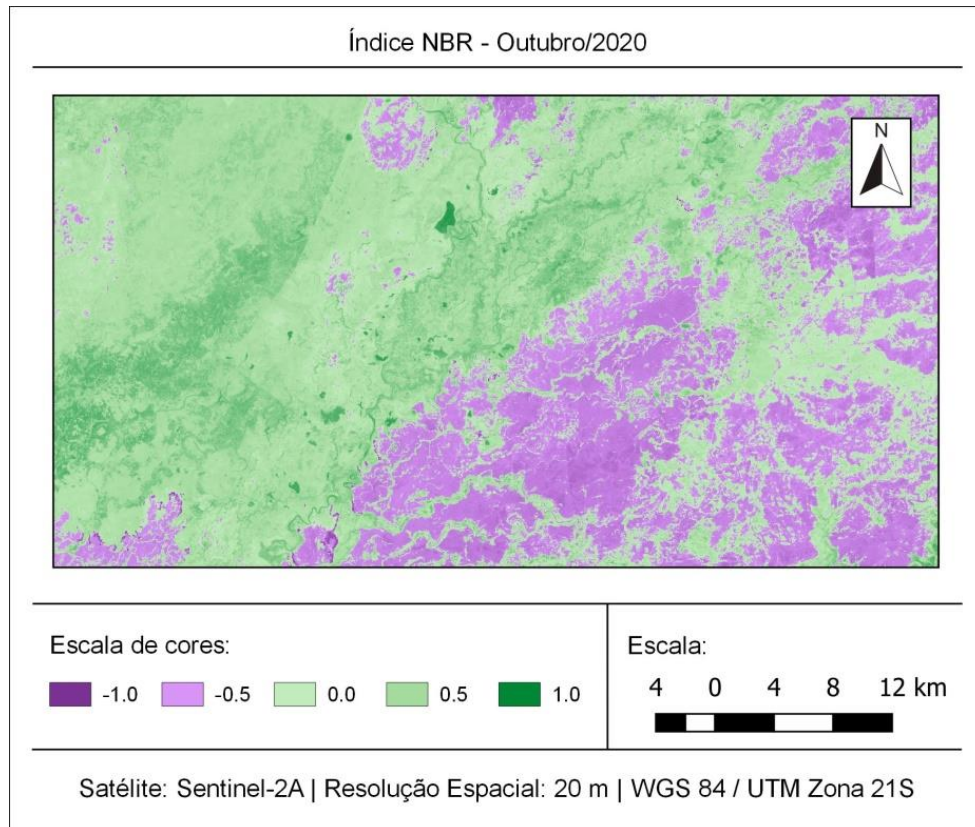 Índice NBR - Outubro/2020
N
Escala de cores:
-1.0 -0.5 0.0 0.5 1.0
Escala:
4 0 4 8 12 km
Satélite: Sentinel-2A | Resolução Espacial: 20 m | WGS 84 / UTM Zona 21S